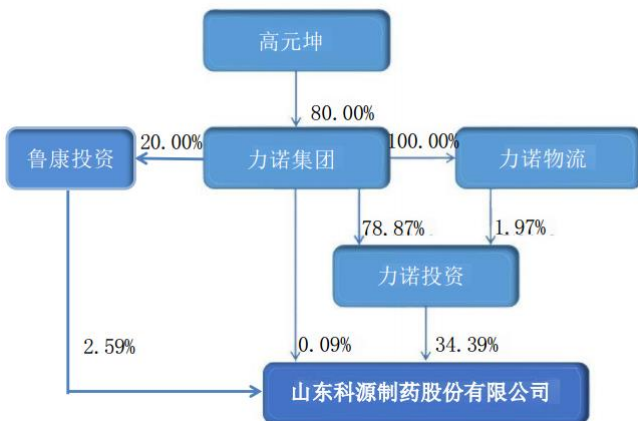 高元坤
80.00%
鲁康投资
20.00%
力诺集团
100.00%
力诺物流
78.87%
1.97%
力诺投资
2.59%
0.09%
34.39%
山东科源制药股份有限公司